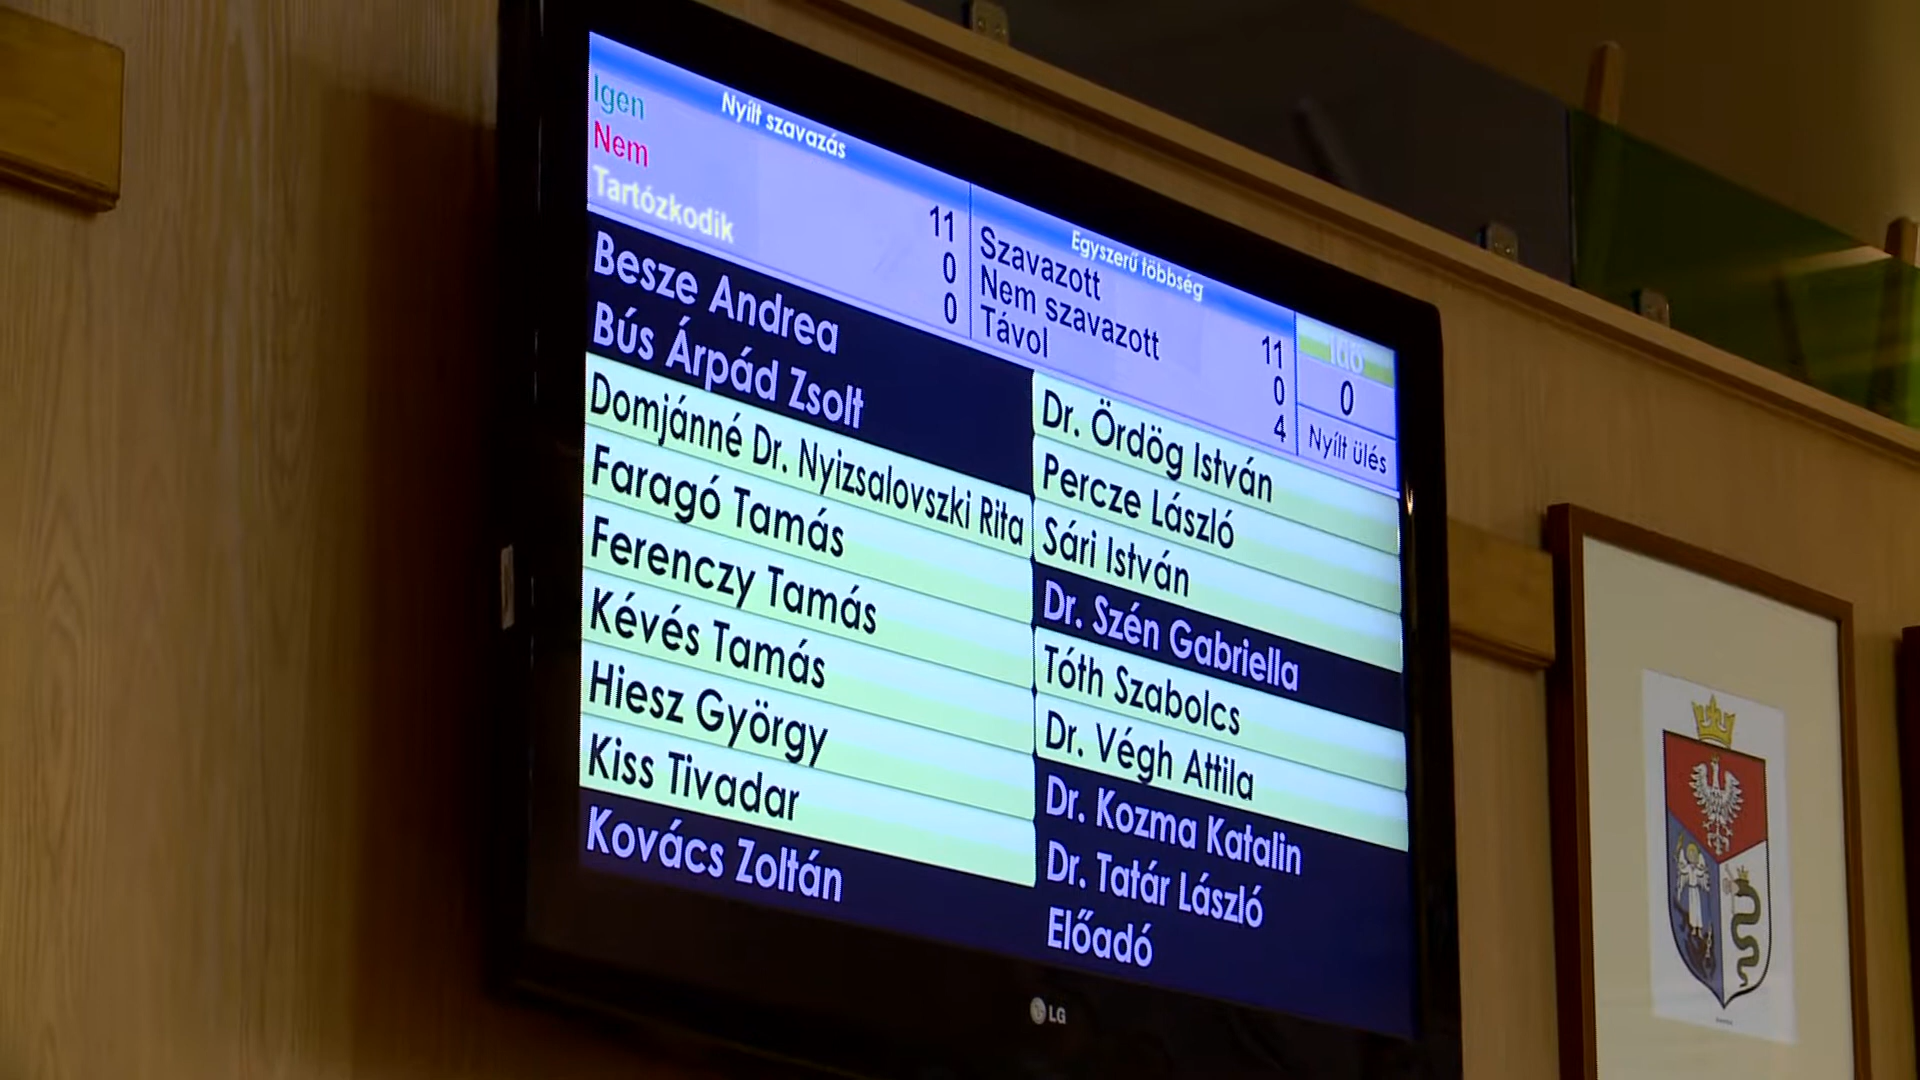 Nyílt szavazás
Igen 11
Nem 0
Tartózkodik 0
Egyszerű többség
Szavazott 11
Nem szavazott 0
Távol 4
Idő
0
Nyílt ülés
Besze Andrea
Bús Árpád Zsolt
Domjánné Dr. Nyizsalovszki Rita
Faragó Tamás
Ferenczy Tamás
Kévés Tamás
Hiesz György
Kiss Tivadar
Kovács Zoltán
Dr. Ördög István
Percze László
Sári István
Dr. Szén Gabriella
Tóth Szabolcs
Dr. Végh Attila
Dr. Kozma Katalin
Dr. Tatár László
Előadó
LG